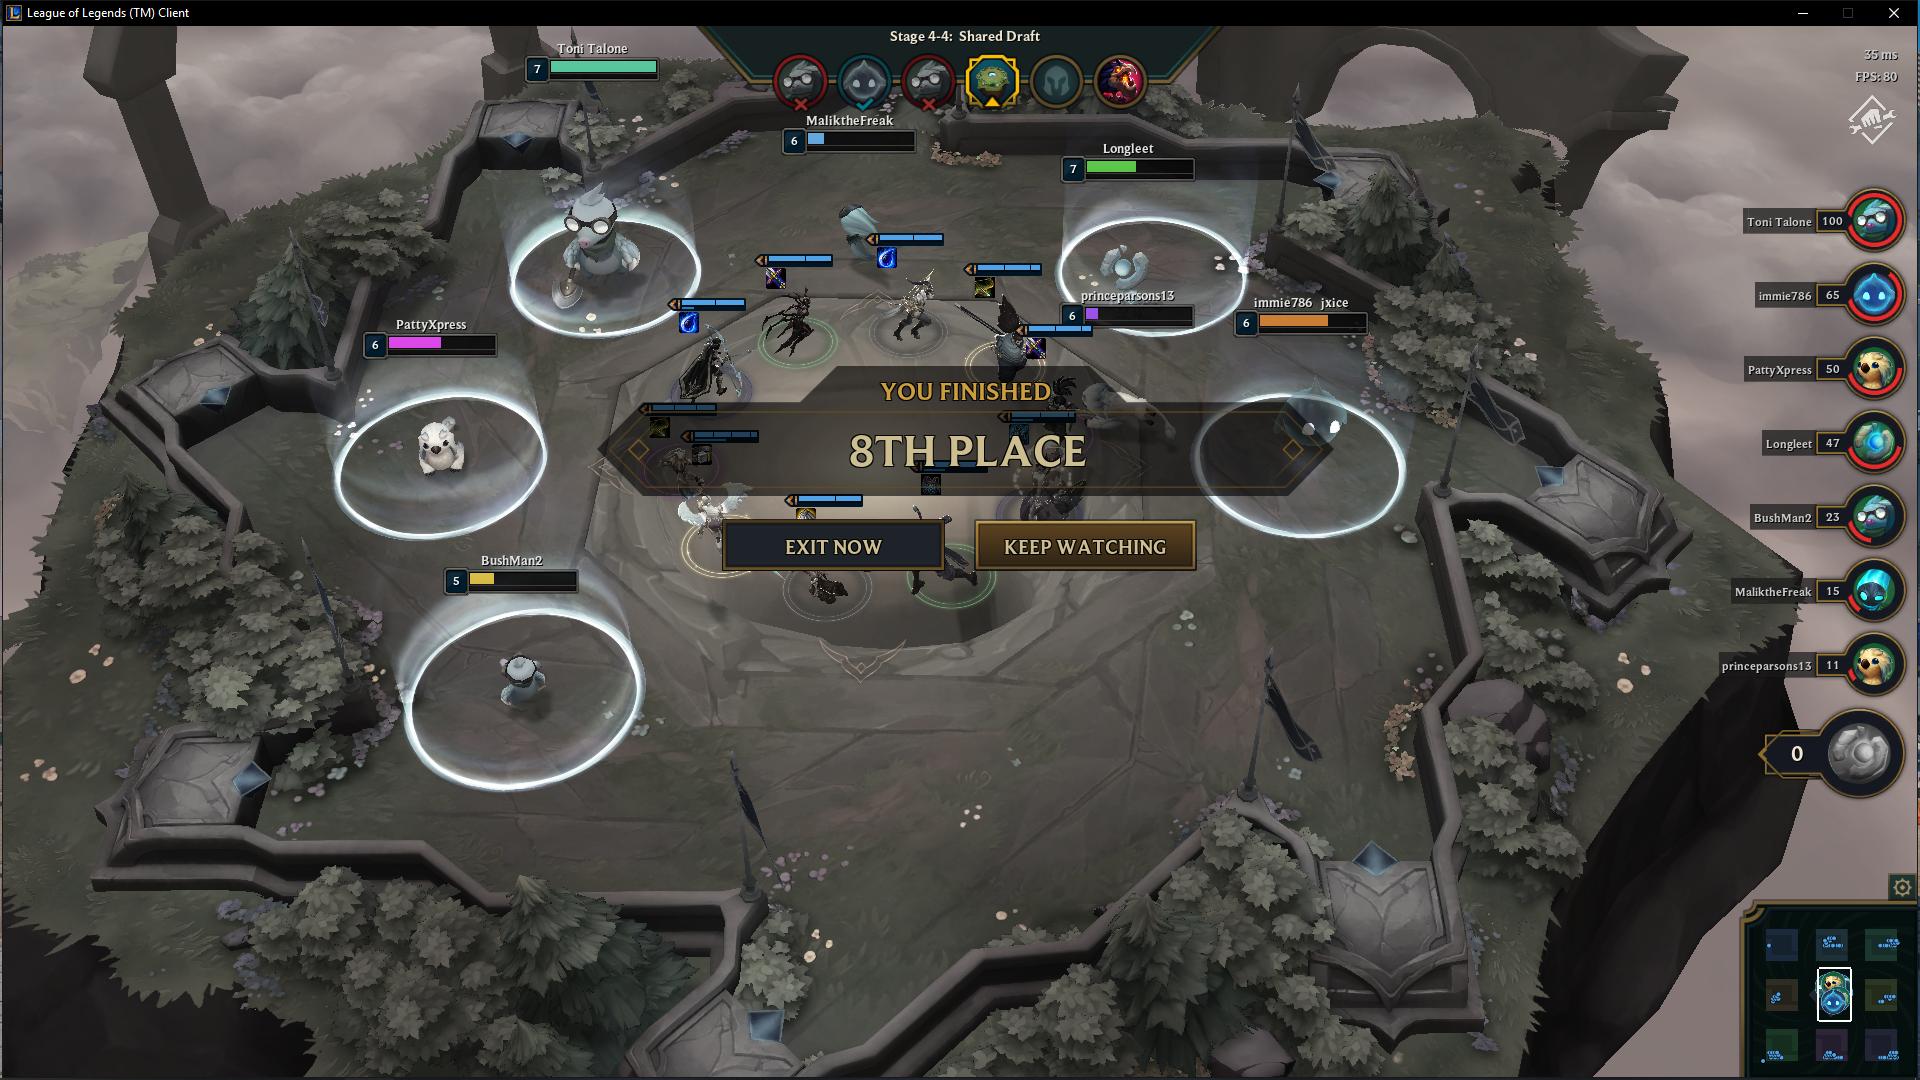 League of Legends (TM) Client
Stage 4-4: Shared Draft
35 ms
FPS: 80
Toni Talone
7
MaliktheFreak
6
Longleet
7
princeparsons13
6
immie786 jxice
6
PattyXpress
6
BushMan2
5
YOU FINISHED
8TH PLACE
EXIT NOW
KEEP WATCHING
Toni Talone 100
immie786 65
PattyXpress 50
Longleet 47
BushMan2 23
MaliktheFreak 15
princeparsons13 11
0